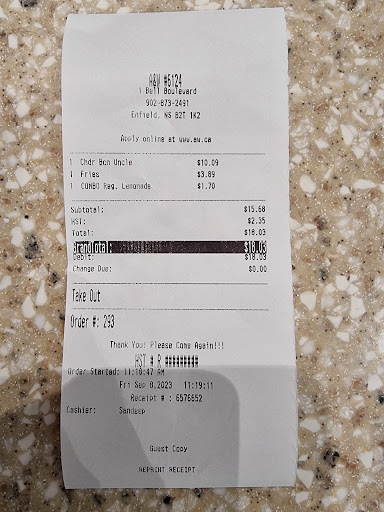 A&W #6124
1 Bell Boulevard
902-873-2491
Enfield, NS B2T 1K2
Apply online at www.aw.ca
1 Chdr Bcn Uncle $10.09
1 Fries $3.89
1 COMBO Reg. Lemonade $1.70
Subtotal: $15.68
HST: $2.35
Total: $18.03
GrandTotal: $18.03
Debit: $18.03
Change Due: $0.00
Take Out
Order #: 293
Thank You! Please Come Again!!!
HST # R #########
Order Started: 11:18:47 AM
Fri Sep 8,2023 11:19:11
Receipt # : 6576652
Cashier: Sandeep
Guest Copy
REPRINT RECEIPT